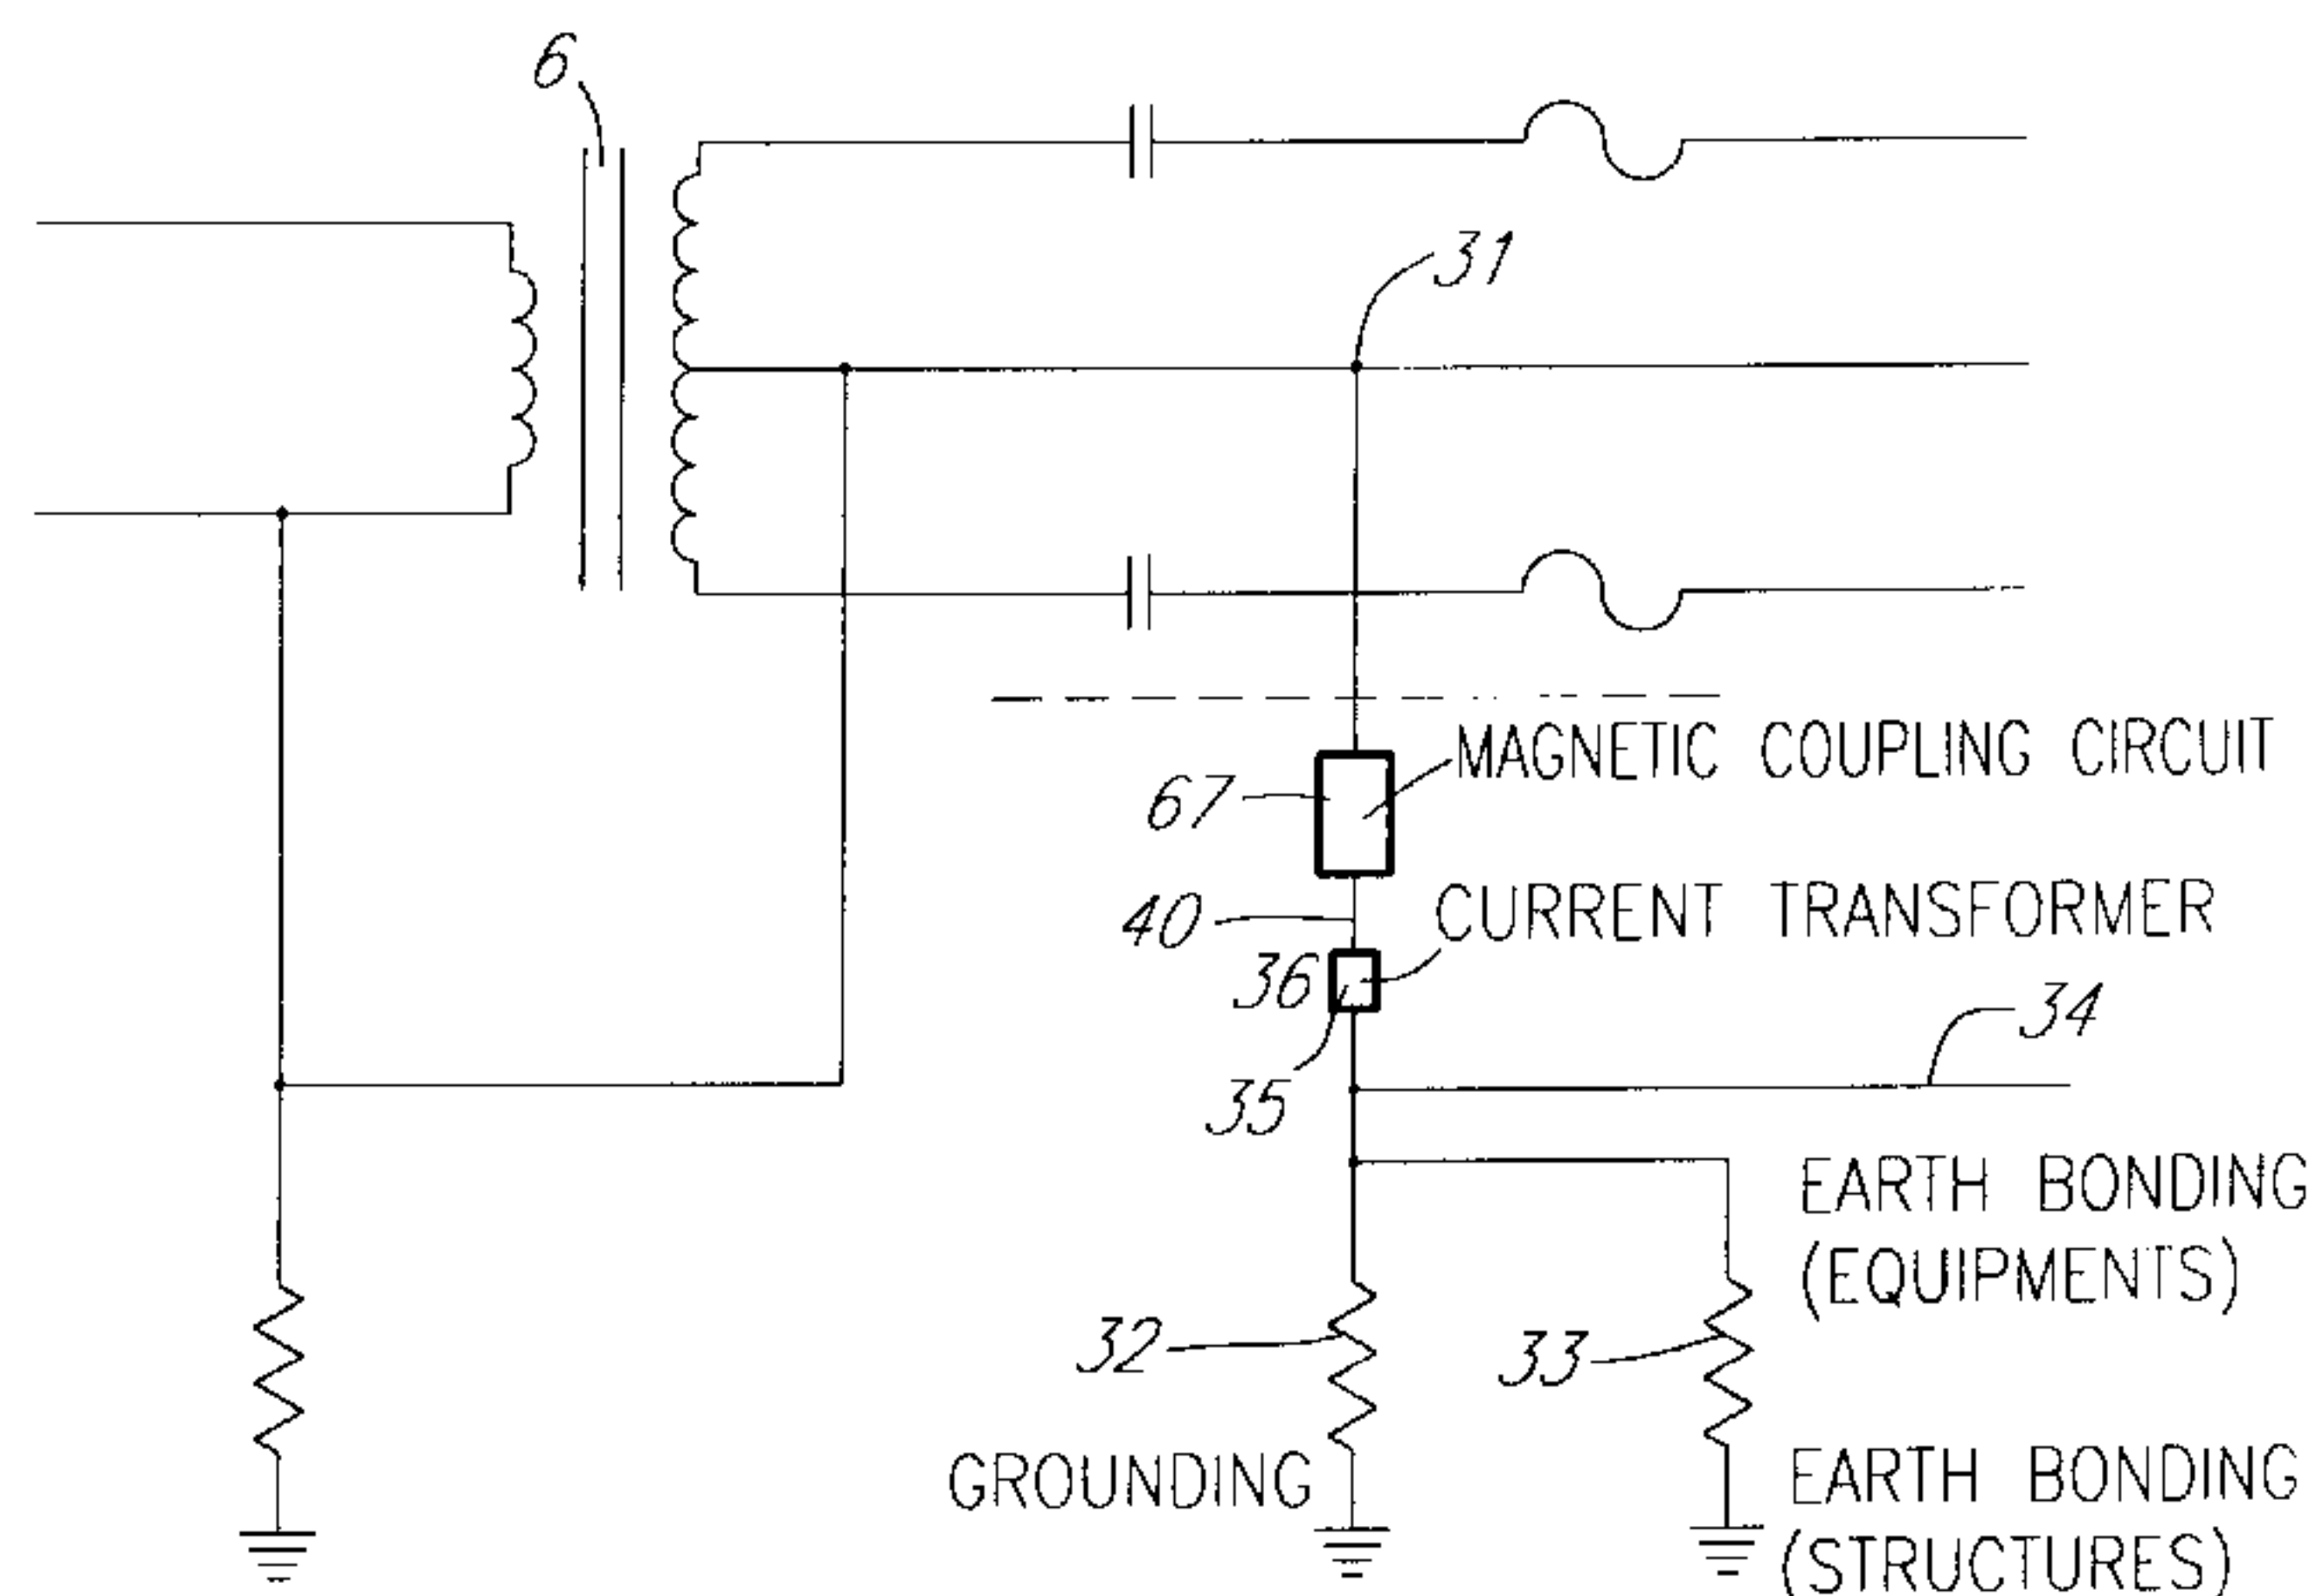 6
31
MAGNETIC COUPLING CIRCUIT
67
CURRENT TRANSFORMER
40
36
34
35
EARTH BONDING
(EQUIPMENTS)
32
33
GROUNDING
EARTH BONDING
(STRUCTURES)